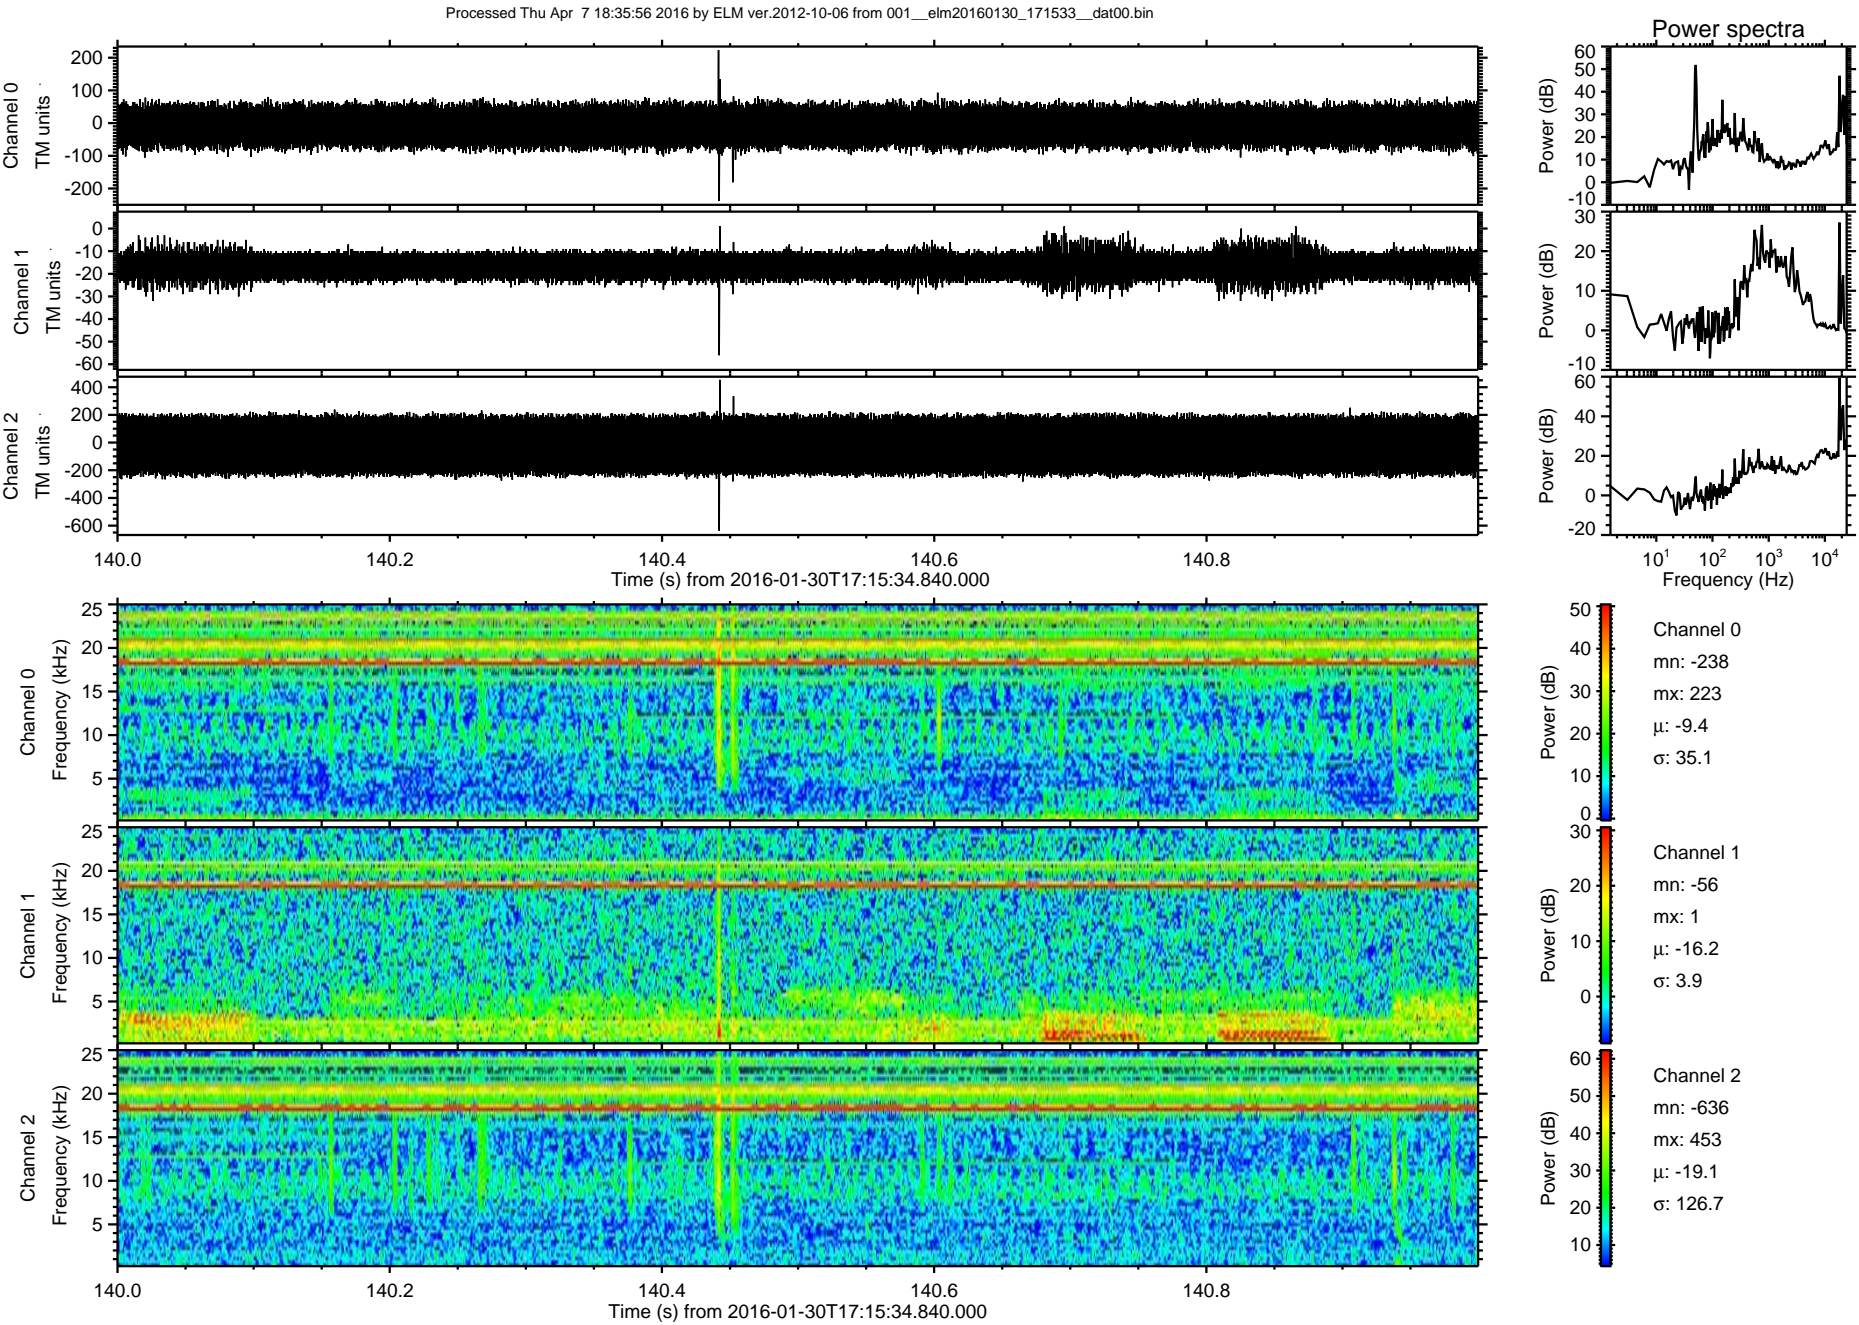 Processed Thu Apr  7 18:35:56 2016 by ELM ver.2012-10-06 from 001__elm20160130_171533__dat00.bin
Power spectra
Channel 0
TM units
200
100
0
-100
-200
Power (dB)
60
50
40
30
20
10
0
-10
Channel 1
TM units
0
-10
-20
-30
-40
-50
-60
Power (dB)
30
20
10
0
-10
Channel 2
TM units
400
200
0
-200
-400
-600
Power (dB)
60
40
20
0
-20
140.0 140.2 140.4 140.6 140.8
Time (s) from 2016-01-30T17:15:34.840.000
10^1 10^2 10^3 10^4
Frequency (Hz)
Channel 0
Frequency (kHz)
25
20
15
10
5
Power (dB)
50
40
30
20
10
0
Channel 0
mn: -238
mx: 223
μ: -9.4
σ: 35.1
Channel 1
Frequency (kHz)
25
20
15
10
5
Power (dB)
30
20
10
0
Channel 1
mn: -56
mx: 1
μ: -16.2
σ: 3.9
Channel 2
Frequency (kHz)
25
20
15
10
5
Power (dB)
60
50
40
30
20
10
Channel 2
mn: -636
mx: 453
μ: -19.1
σ: 126.7
140.0 140.2 140.4 140.6 140.8
Time (s) from 2016-01-30T17:15:34.840.000